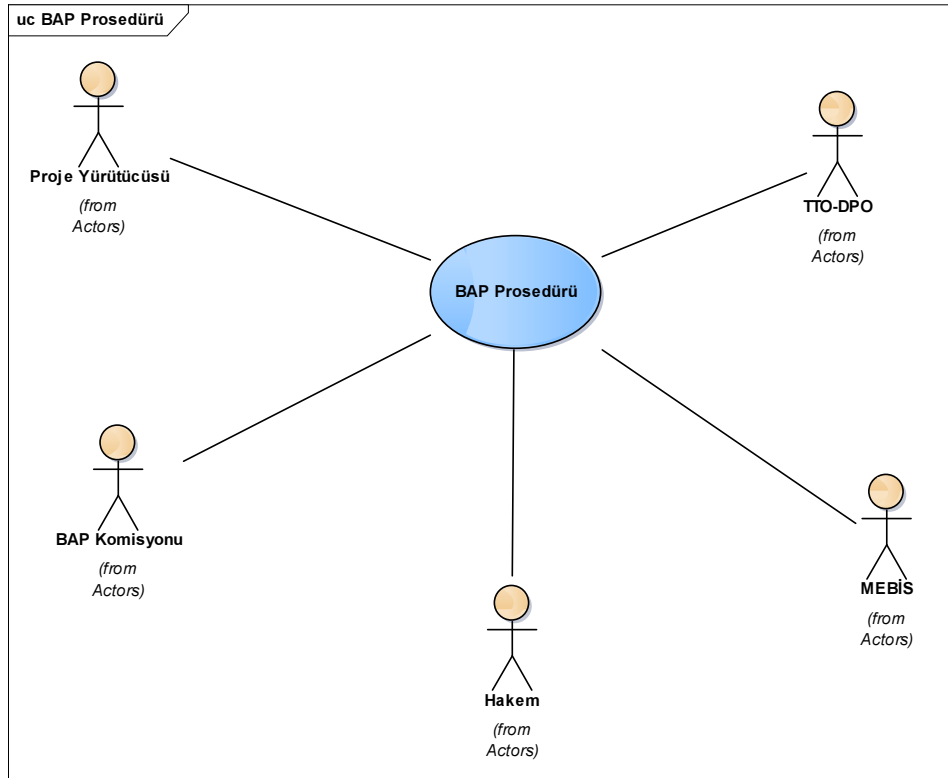 uc BAP Prosedürü
Proje Yürütücüsü
(from
Actors)
TTO-DPO
(from
Actors)
BAP Prosedürü
BAP Komisyonu
(from
Actors)
MEBİS
(from
Actors)
Hakem
(from
Actors)